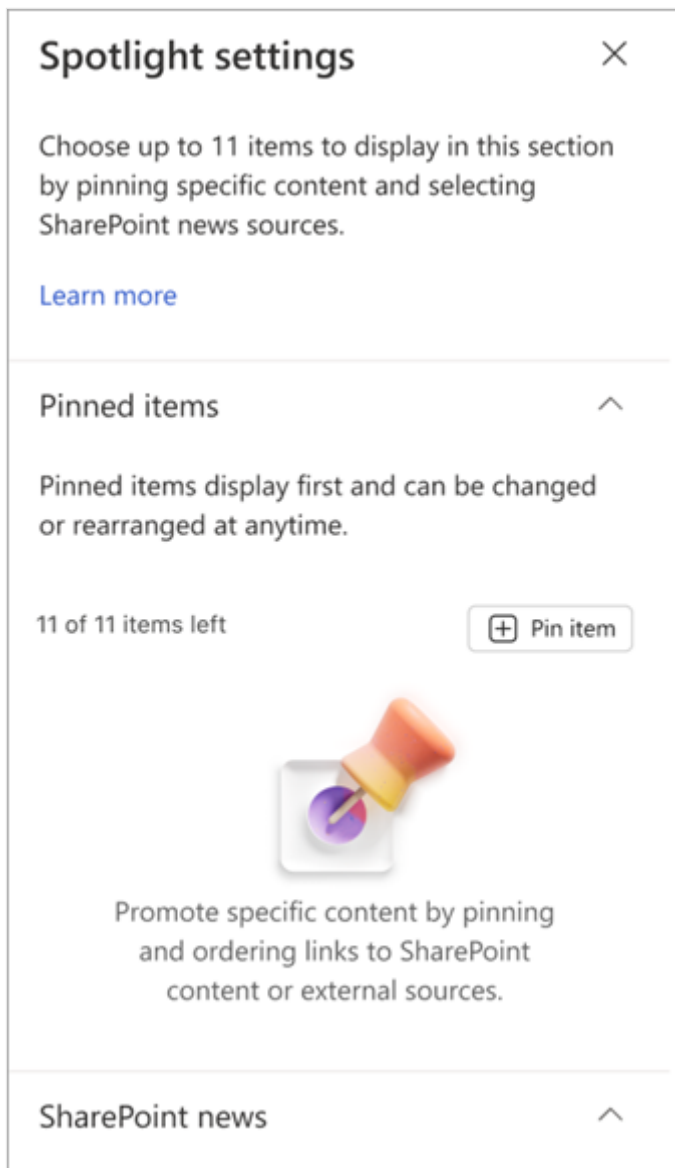 Spotlight settings
Choose up to 11 items to display in this section
by pinning specific content and selecting
SharePoint news sources.
Learn more
Pinned items
Pinned items display first and can be changed
or rearranged at anytime.
11 of 11 items left
Pin item
Promote specific content by pinning
and ordering links to SharePoint
content or external sources.
SharePoint news